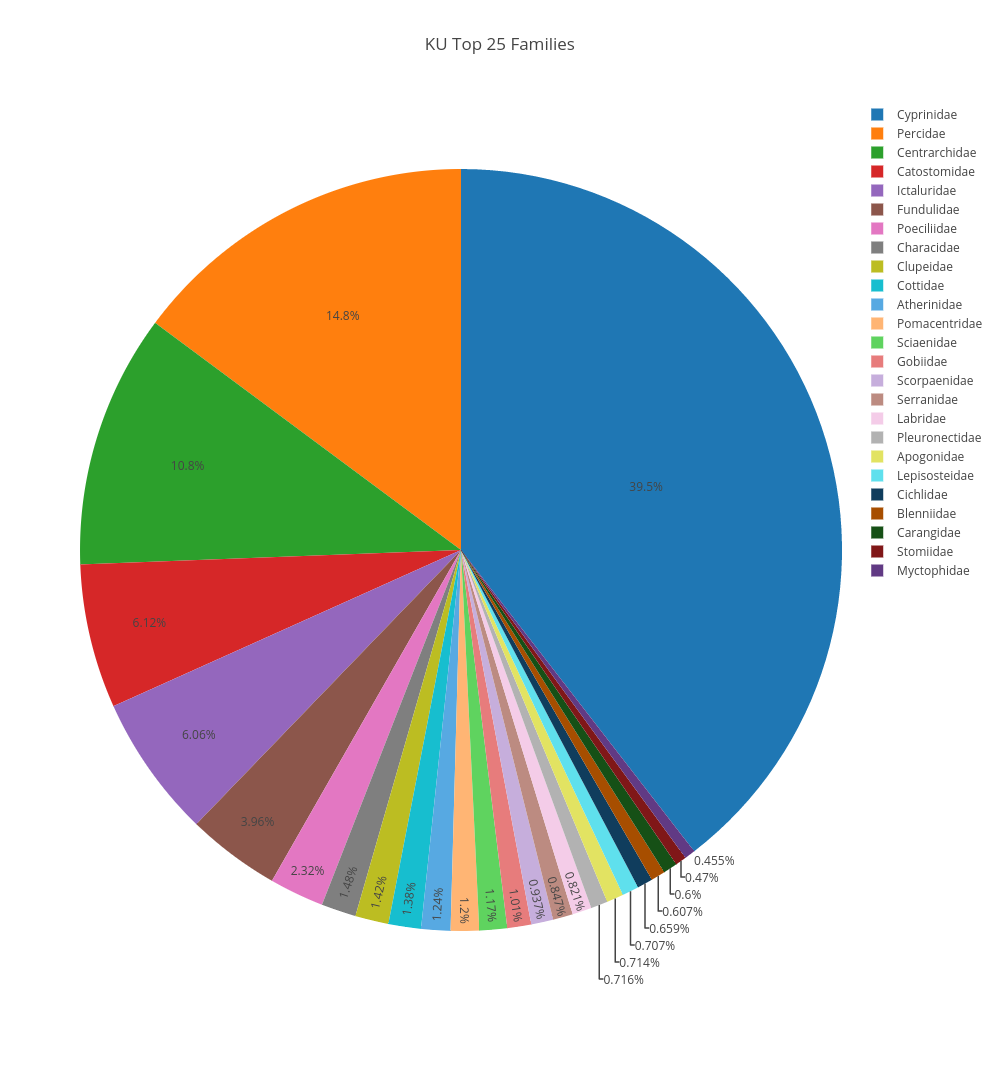 KU Top 25 Families
Cyprinidae
Percidae
Centrarchidae
Catostomidae
Ictaluridae
Fundulidae
Poeciliidae
Characidae
Clupeidae
Cottidae
Atherinidae
Pomacentridae
Sciaenidae
Gobiidae
Scorpaenidae
Serranidae
Labridae
Pleuronectidae
Apogonidae
Lepisosteidae
Cichlidae
Blenniidae
Carangidae
Stomiidae
Myctophidae
39.5%
14.8%
10.8%
6.12%
6.06%
3.96%
2.32%
1.48%
1.42%
1.38%
1.24%
1.2%
1.17%
1.01%
0.937%
0.847%
0.821%
0.716%
0.714%
0.707%
0.659%
0.607%
0.6%
0.47%
0.455%